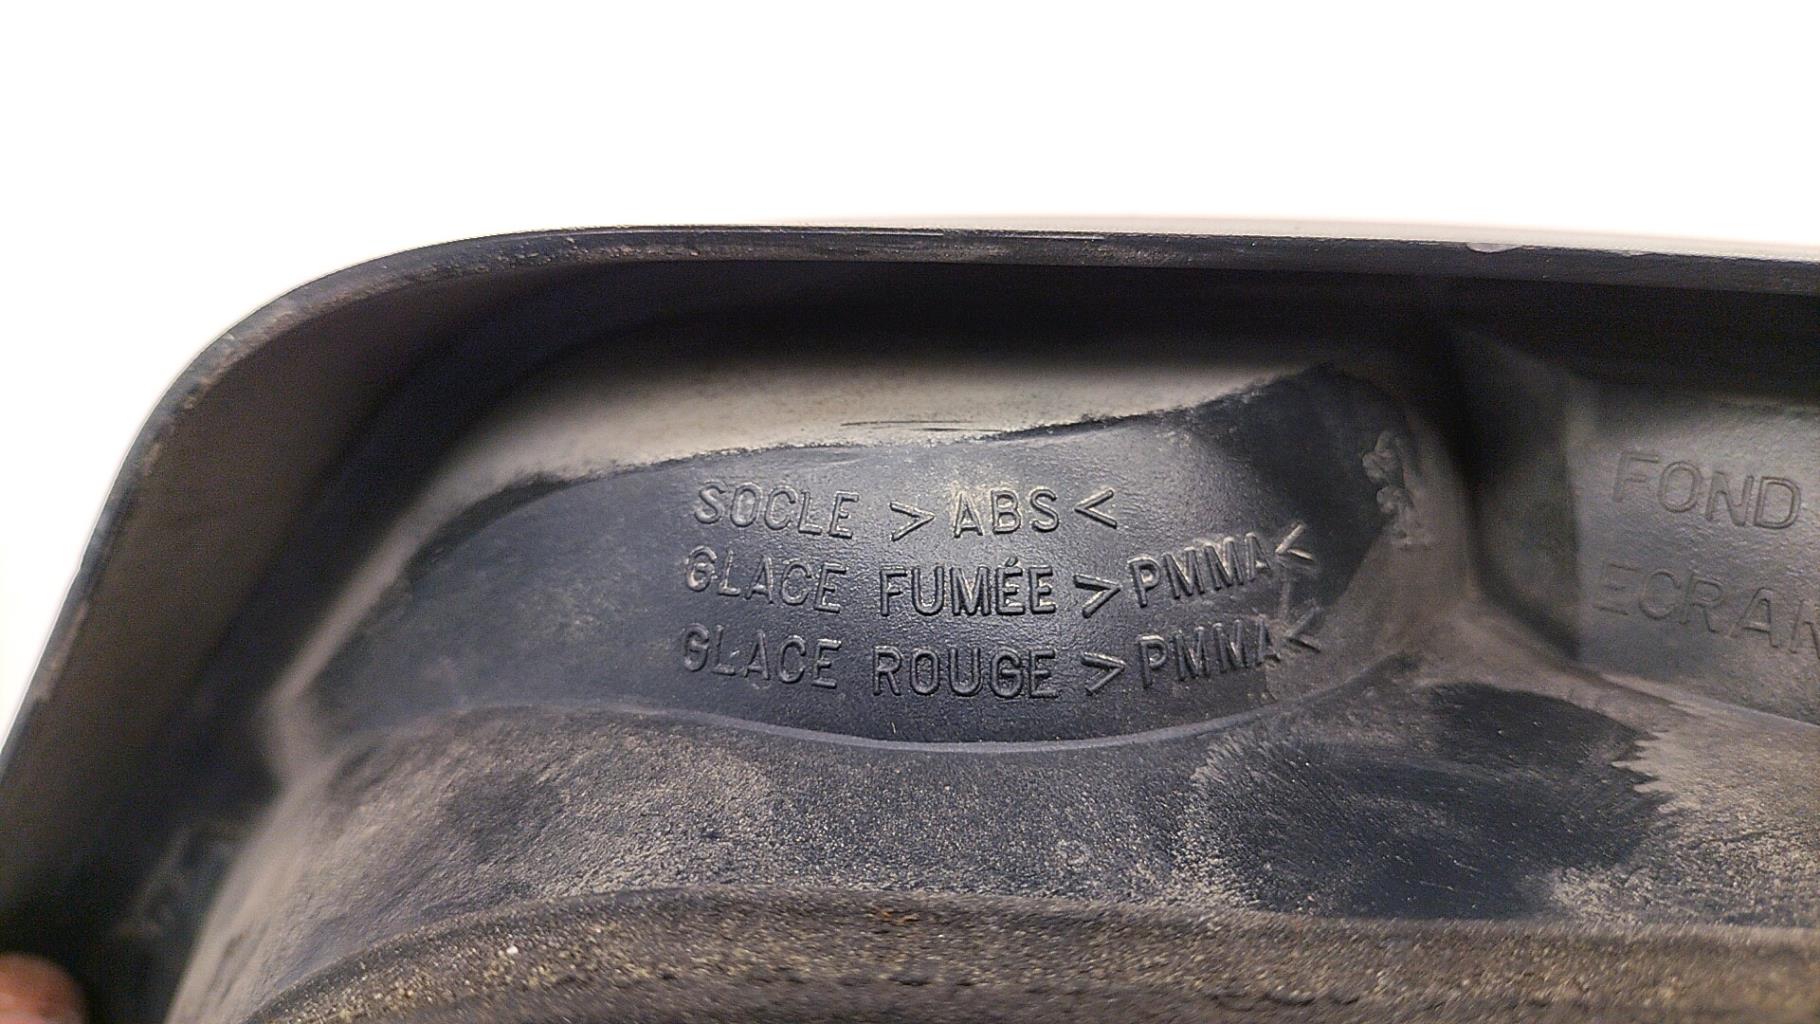 SOCLE >ABS<
GLACE FUMÉE >PMMA<
GLACE ROUGE >PMMA<
FOND